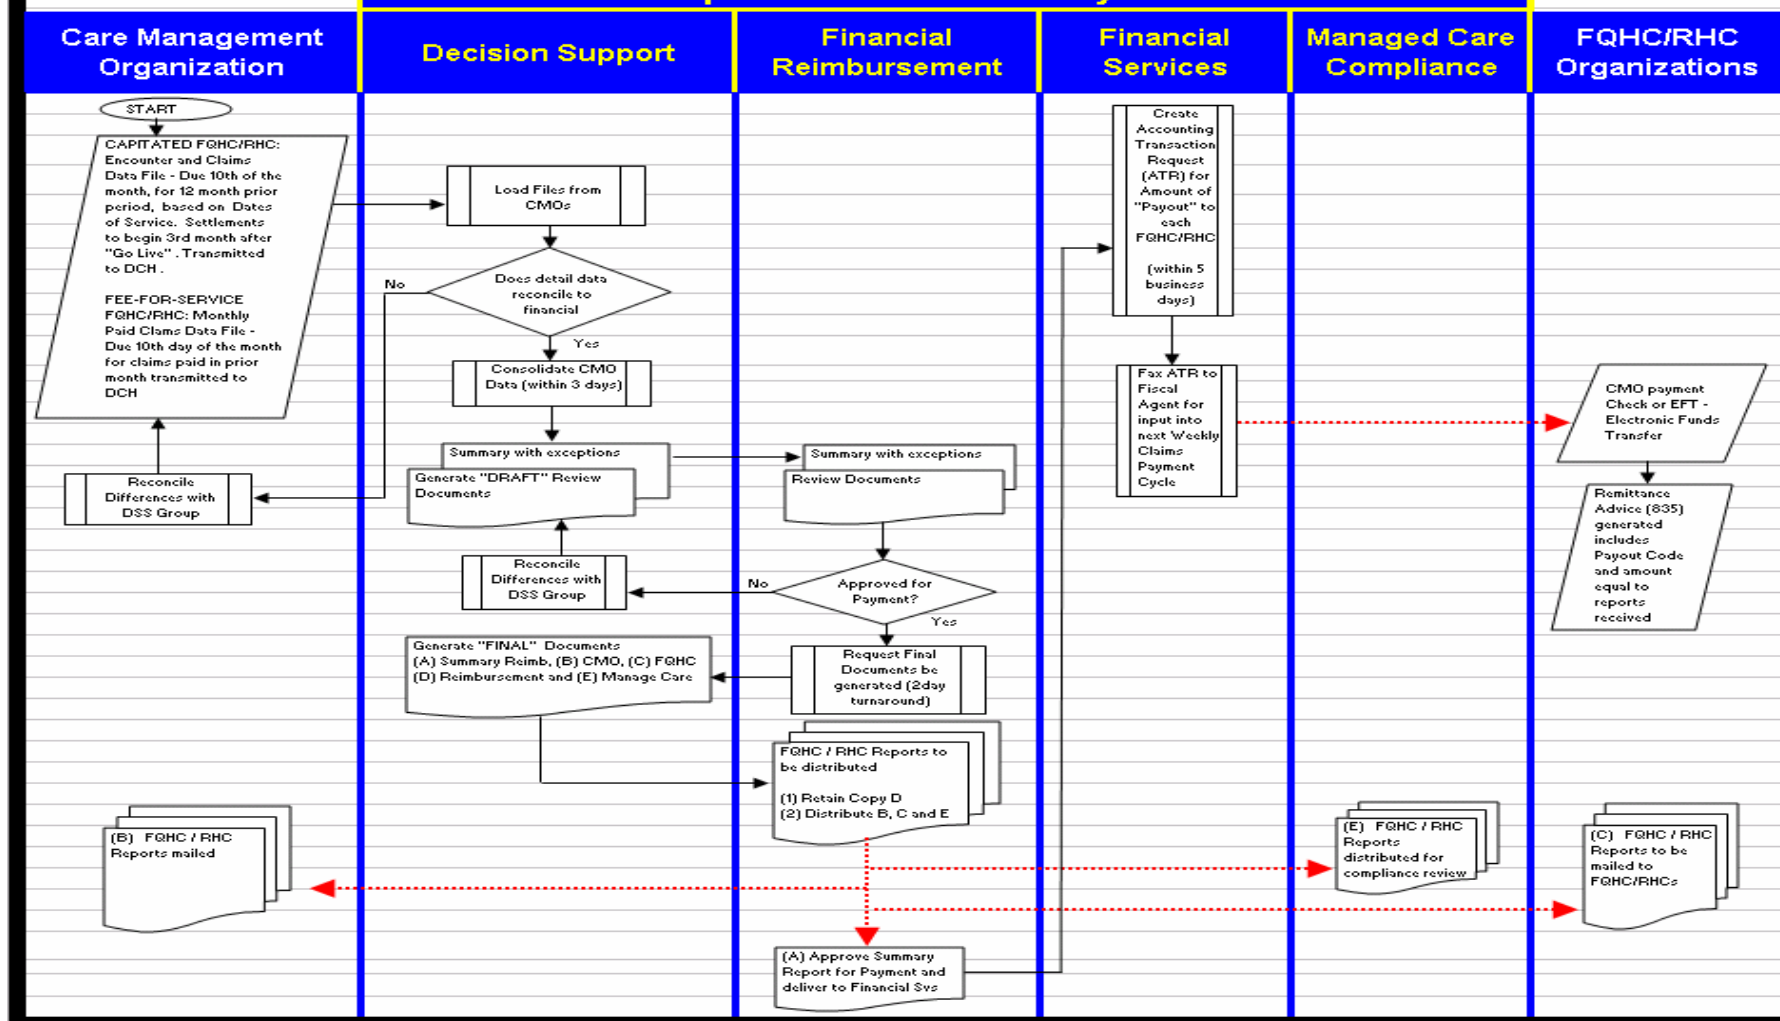 Care Management
Organization
Decision Support
Financial
Reimbursement
Financial
Services
Managed Care
Compliance
FQHC/RHC
Organizations
START
CAPITATED FQHC/RHC:
Encounter and Claims
Data File - Due 10th of the
month, for 12 month prior
period, based on Dates
of Service. Settlements
to begin 3rd month after
"Go Live" . Transmitted
to DCH .
FEE-FOR-SERVICE
FQHC/RHC: Monthly
Paid Clams Data File -
Due 10th day of the month
for claims paid in prior
month transmitted to
DCH
Reconcile
Differences with
DSS Group
(B) FQHC / RHC
Reports mailed
Load Files from
CMOs
Does detail data
reconcile to
financial
No
Yes
Consolidate CMO
Data (within 3 days)
Summary with exceptions
Generate "DRAFT" Review
Documents
Reconcile
Differences with
DSS Group
Generate "FINAL" Documents
(A) Summary Reimb, (B) CMO, (C) FQHC
(D) Reimbursement and (E) Manage Care
Summary with exceptions
Review Documents
Approved for
Payment?
No
Yes
Request Final
Documents be
generated (2day
turnaround)
FQHC / RHC Reports to
be distributed
(1) Retain Copy D
(2) Distribute B, C and E
(A) Approve Summary
Report for Payment and
deliver to Financial Svs
Create
Accounting
Transaction
Request
(ATR) for
Amount of
"Payout" to
each
FQHC/RHC
(within 5
business
days)
Fax ATR to
Fiscal
Agent for
input into
next Weekly
Claims
Payment
Cycle
(E) FQHC / RHC
Reports
distributed for
compliance review
CMO payment
Check or EFT -
Electronic Funds
Transfer
Remittance
Advice (835)
generated
includes
Payout Code
and amount
equal to
reports
received
(C) FQHC / RHC
Reports to be
mailed to
FQHC/RHCs